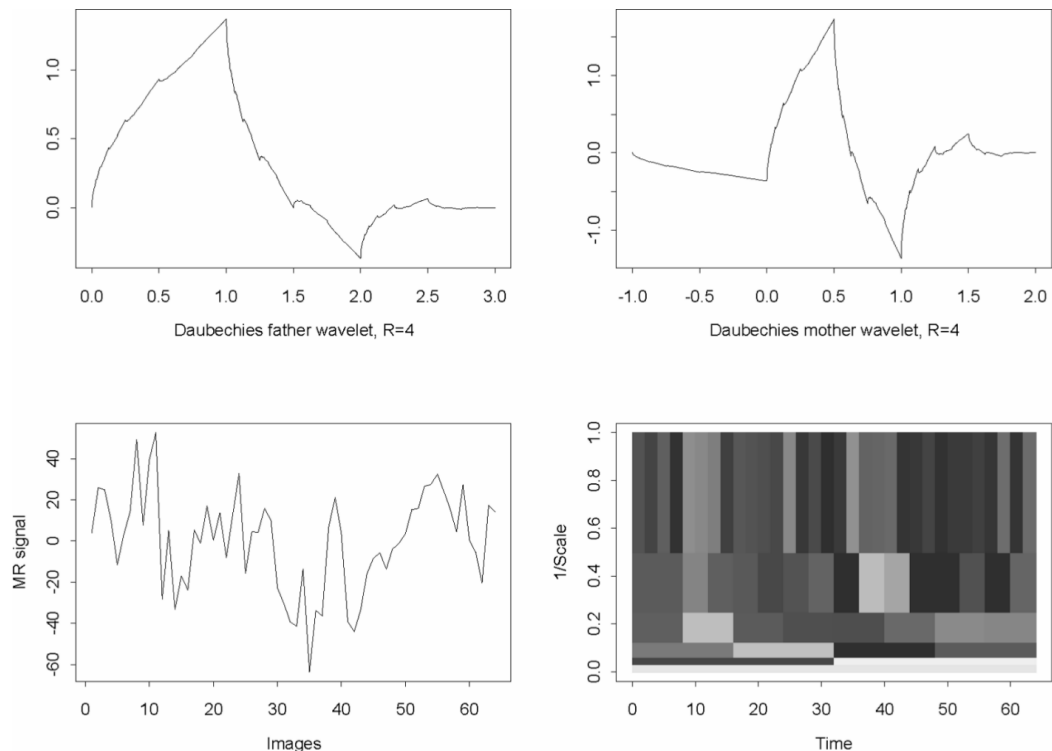 1.0
0.5
0.0
0.0 0.5 1.0 1.5 2.0 2.5 3.0
Daubechies father wavelet, R=4
1.0
0.0
-1.0
-1.0 -0.5 0.0 0.5 1.0 1.5 2.0
Daubechies mother wavelet, R=4
MR signal
40
20
0
-20
-40
-60
0 10 20 30 40 50 60
Images
1/Scale
1.0
0.8
0.6
0.4
0.2
0.0
0 10 20 30 40 50 60
Time